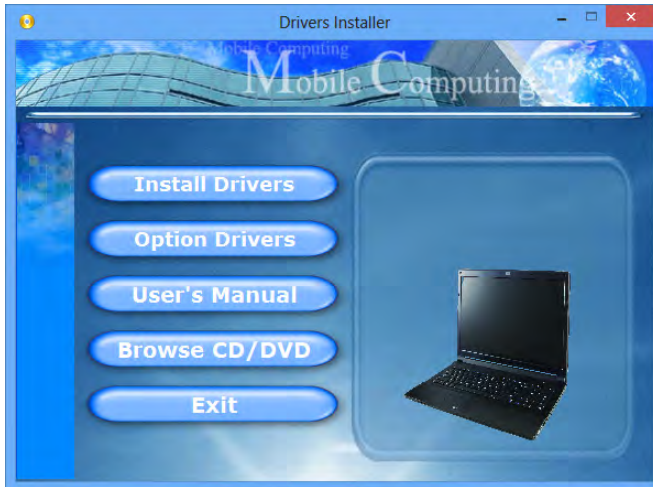 Drivers Installer
Mobile Computing
Mobile Computing
Install Drivers
Option Drivers
User's Manual
Browse CD/DVD
Exit